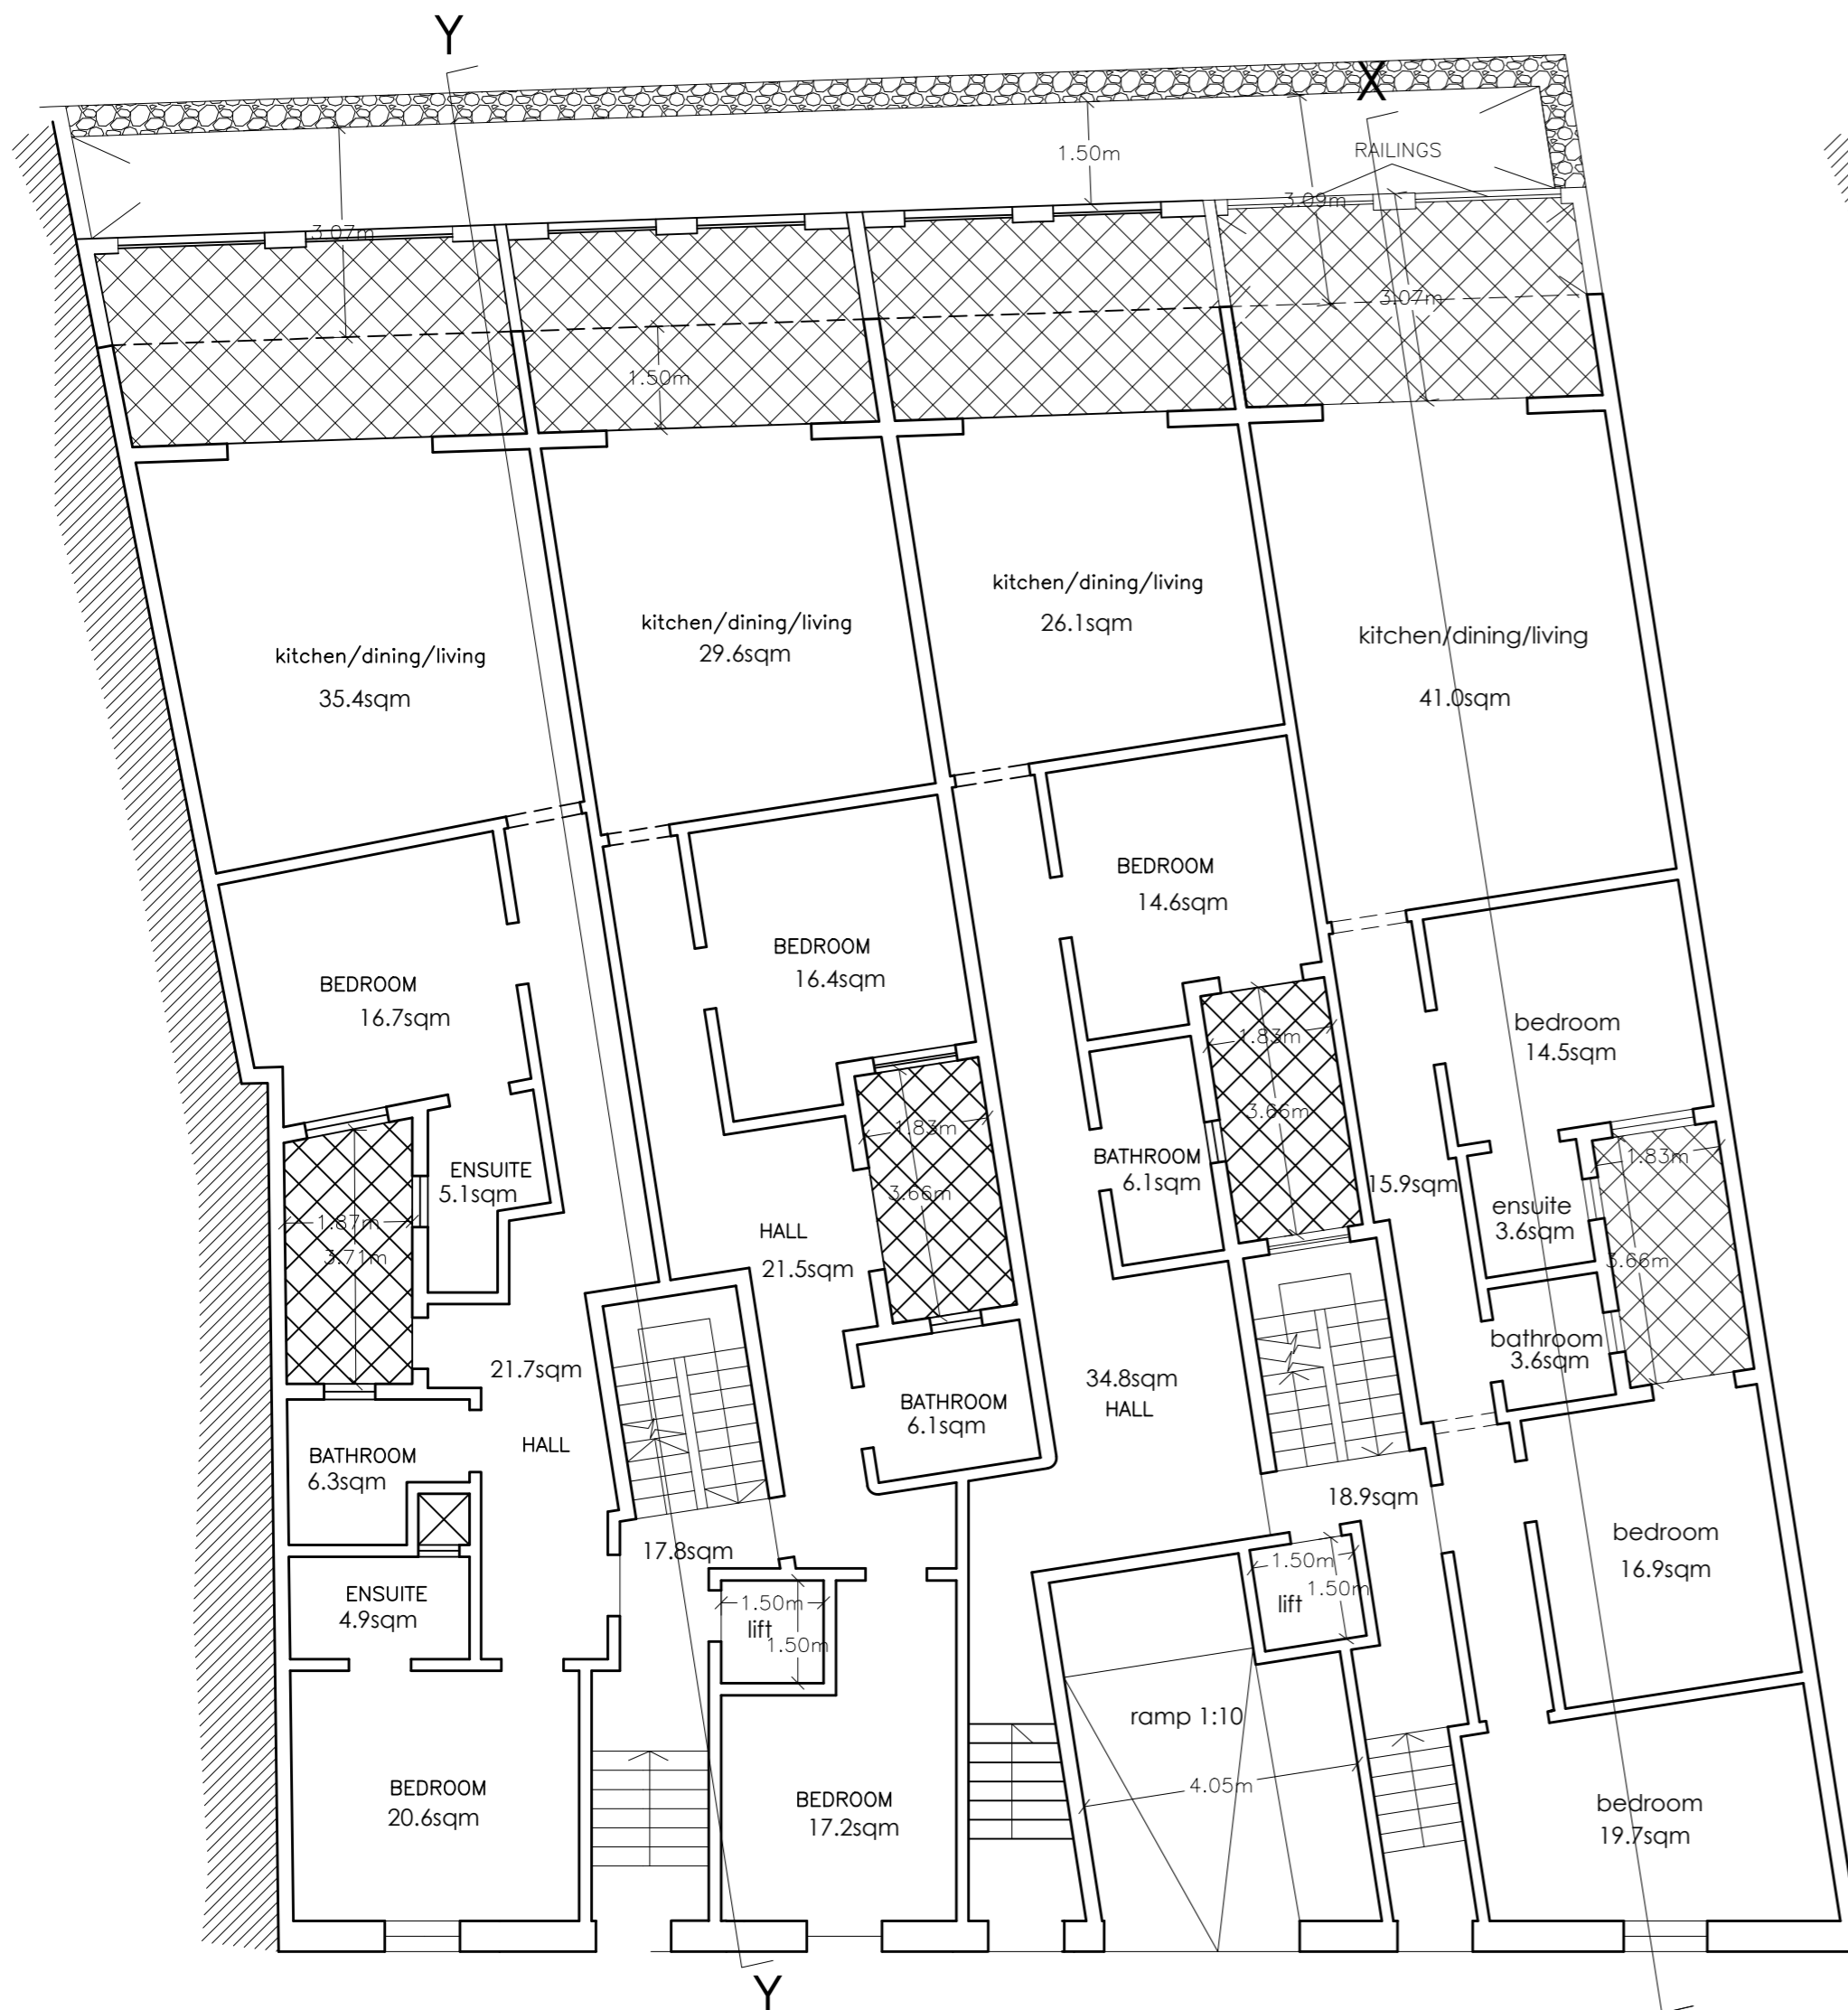 Y
X
1.50m
RAILINGS
3.09m
3.07m
3.07m
1.50m
kitchen/dining/living
26.1sqm
kitchen/dining/living
29.6sqm
kitchen/dining/living
41.0sqm
kitchen/dining/living
35.4sqm
BEDROOM
14.6sqm
BEDROOM
16.4sqm
BEDROOM
16.7sqm
bedroom
14.5sqm
1.83m
3.66m
1.83m
3.66m
BATHROOM
6.1sqm
15.9sqm
1.83m
3.66m
ENSUITE
5.1sqm
1.87m
3.71m
ensuite
3.6sqm
HALL
21.5sqm
bathroom
3.6sqm
21.7sqm
HALL
34.8sqm
HALL
BATHROOM
6.1sqm
BATHROOM
6.3sqm
18.9sqm
17.8sqm
bedroom
16.9sqm
1.50m
1.50m
lift
ENSUITE
4.9sqm
1.50m
lift
1.50m
ramp 1:10
4.05m
BEDROOM
20.6sqm
BEDROOM
17.2sqm
bedroom
19.7sqm
Y